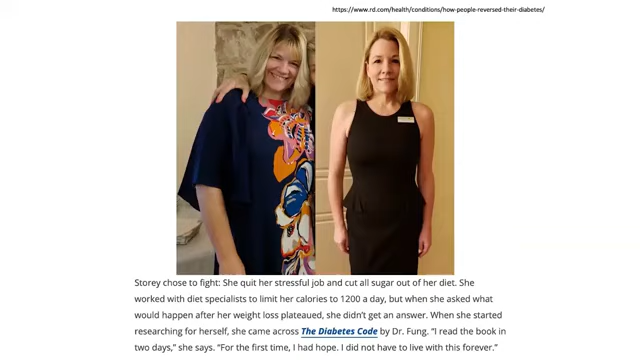 https://www.rd.com/health/conditions/how-people-reversed-their-diabetes/
Storey chose to fight: She quit her stressful job and cut all sugar out of her diet. She
worked with diet specialists to limit her calories to 1200 a day, but when she asked what
would happen after her weight loss plateaued, she didn't get an answer. When she started
researching for herself, she came across The Diabetes Code by Dr. Fung. "I read the book in
two days," she says. "For the first time, I had hope. I did not have to live with this forever."